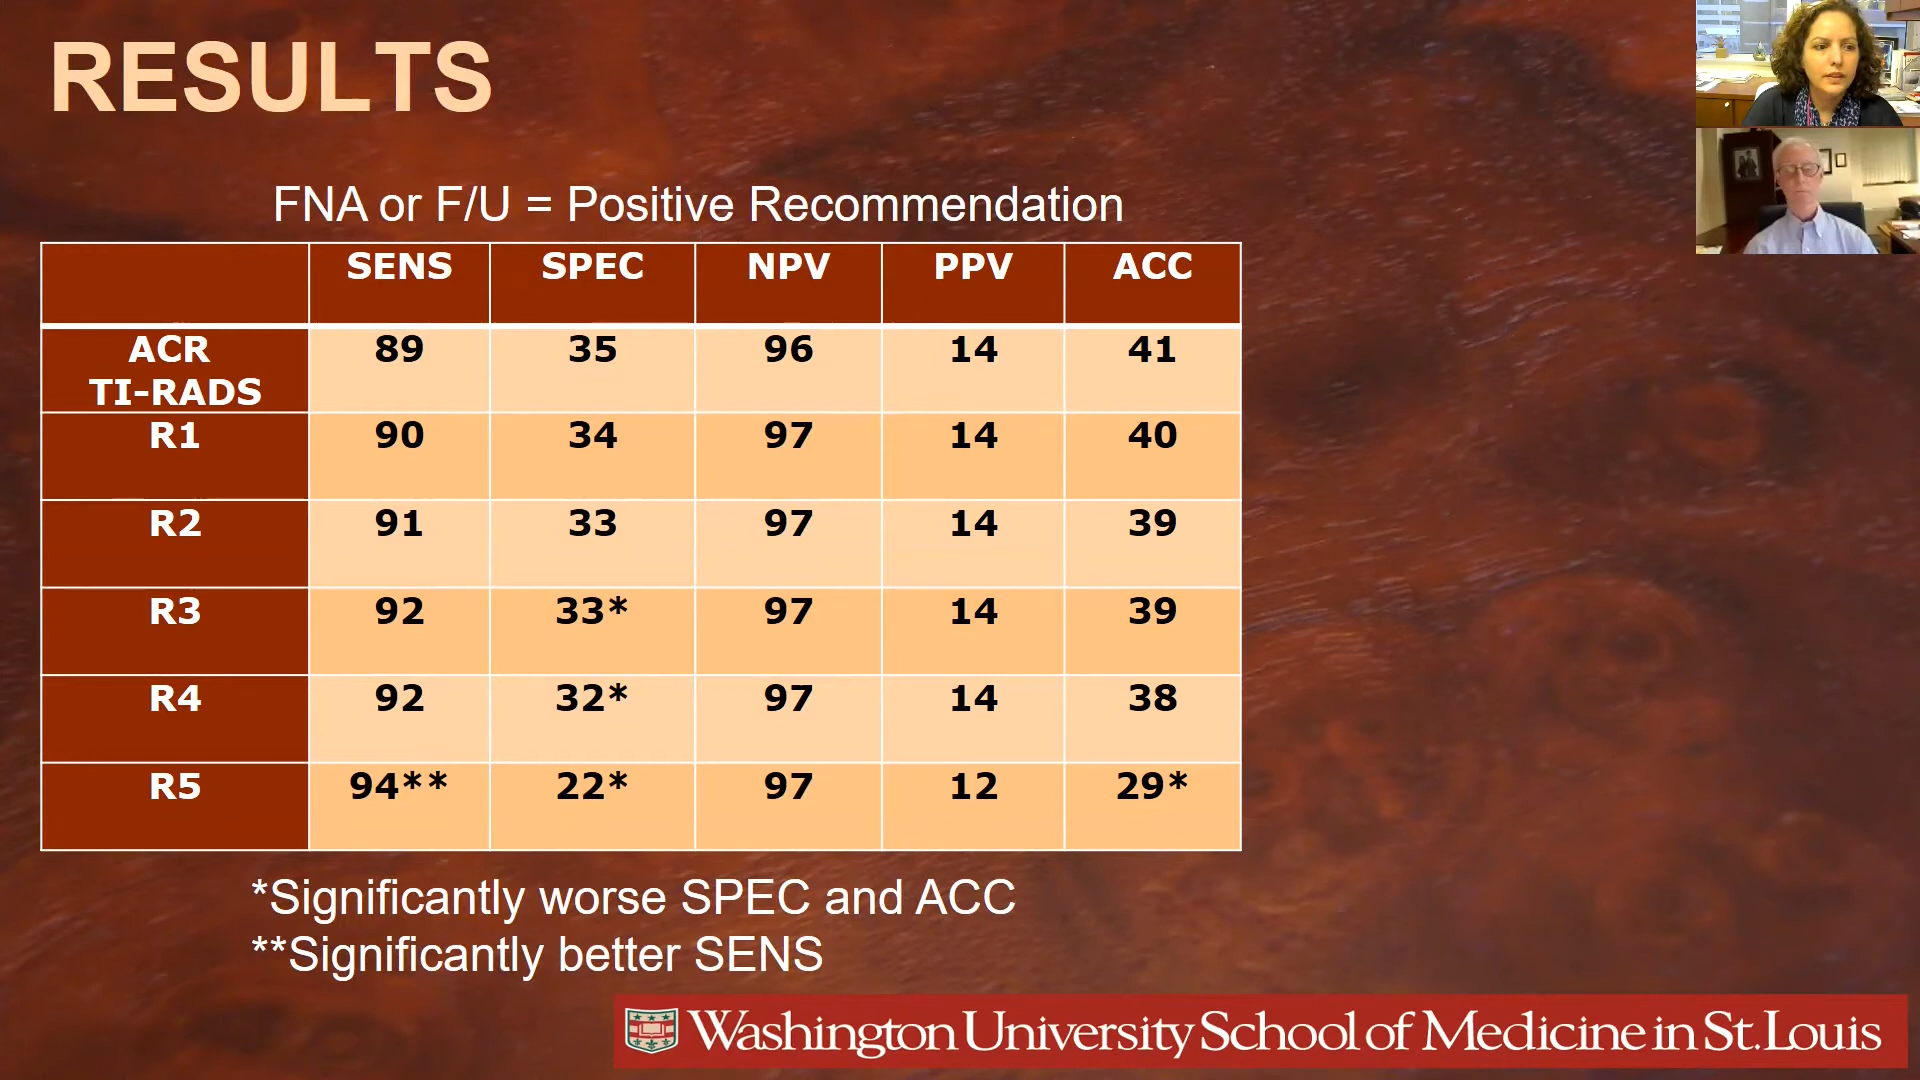 RESULTS
FNA or F/U = Positive Recommendation
SENS SPEC NPV PPV ACC
ACR
TI-RADS 89 35 96 14 41
R1 90 34 97 14 40
R2 91 33 97 14 39
R3 92 33* 97 14 39
R4 92 32* 97 14 38
R5 94** 22* 97 12 29*
*Significantly worse SPEC and ACC
**Significantly better SENS
Washington University School of Medicine in St. Louis